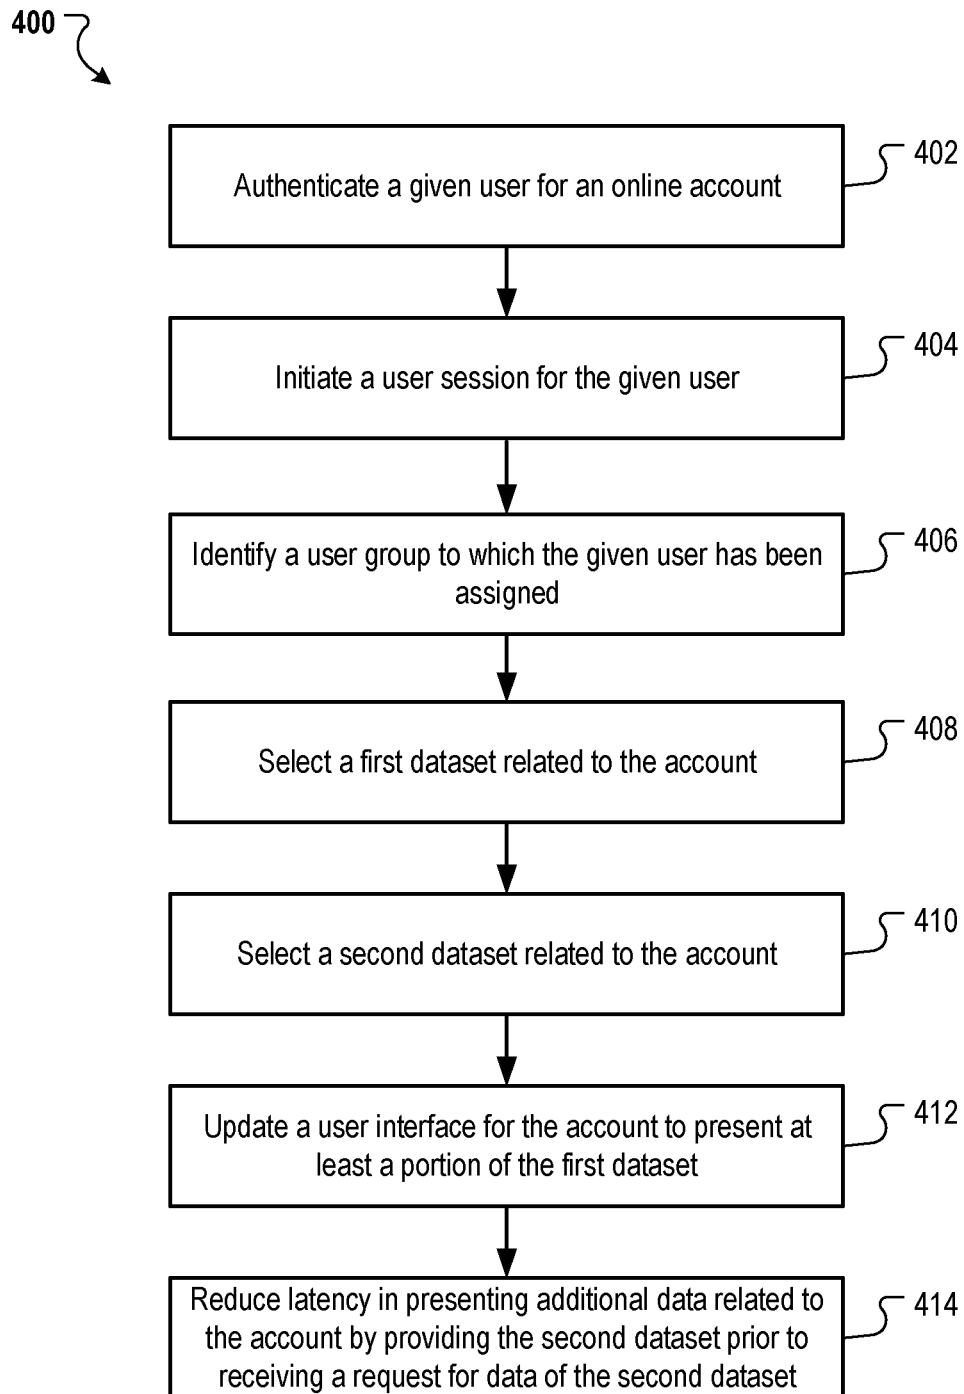 400
Authenticate a given user for an online account
402
Initiate a user session for the given user
404
Identify a user group to which the given user has been
assigned
406
Select a first dataset related to the account
408
Select a second dataset related to the account
410
Update a user interface for the account to present at
least a portion of the first dataset
412
Reduce latency in presenting additional data related to
the account by providing the second dataset prior to
receiving a request for data of the second dataset
414